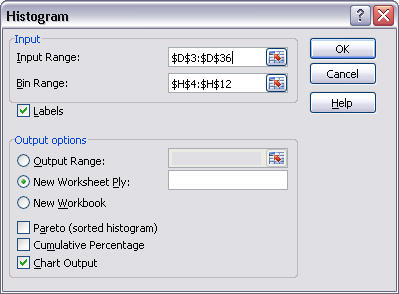 Histogram
Input
Input Range: $D$3:$D$36 OK
Bin Range: $H$4:$H$12 Cancel
Labels Help
Output options
Output Range:
New Worksheet Ply:
New Workbook
Pareto (sorted histogram)
Cumulative Percentage
Chart Output